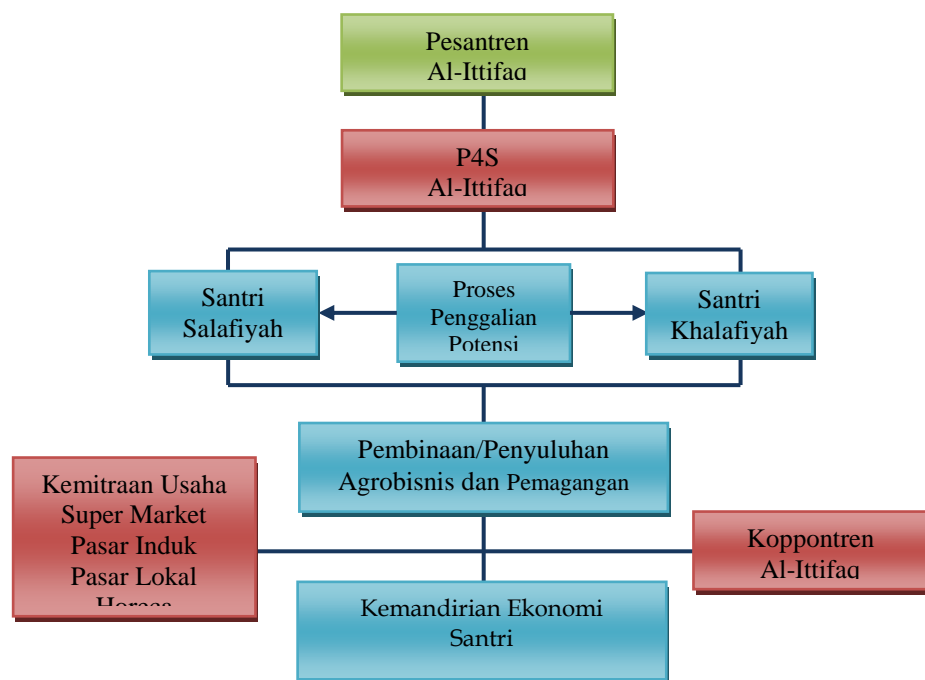 Pesantren
Al-Ittifaq
P4S
Al-Ittifaq
Santri
Salafiyah
Proses
Penggalian
Potensi
Santri
Khalafiyah
Pembinaan/Penyuluhan
Agrobisnis dan Pemagangan
Kemitraan Usaha
Super Market
Pasar Induk
Pasar Lokal
Horeca
Koppontren
Al-Ittifaq
Kemandirian Ekonomi
Santri